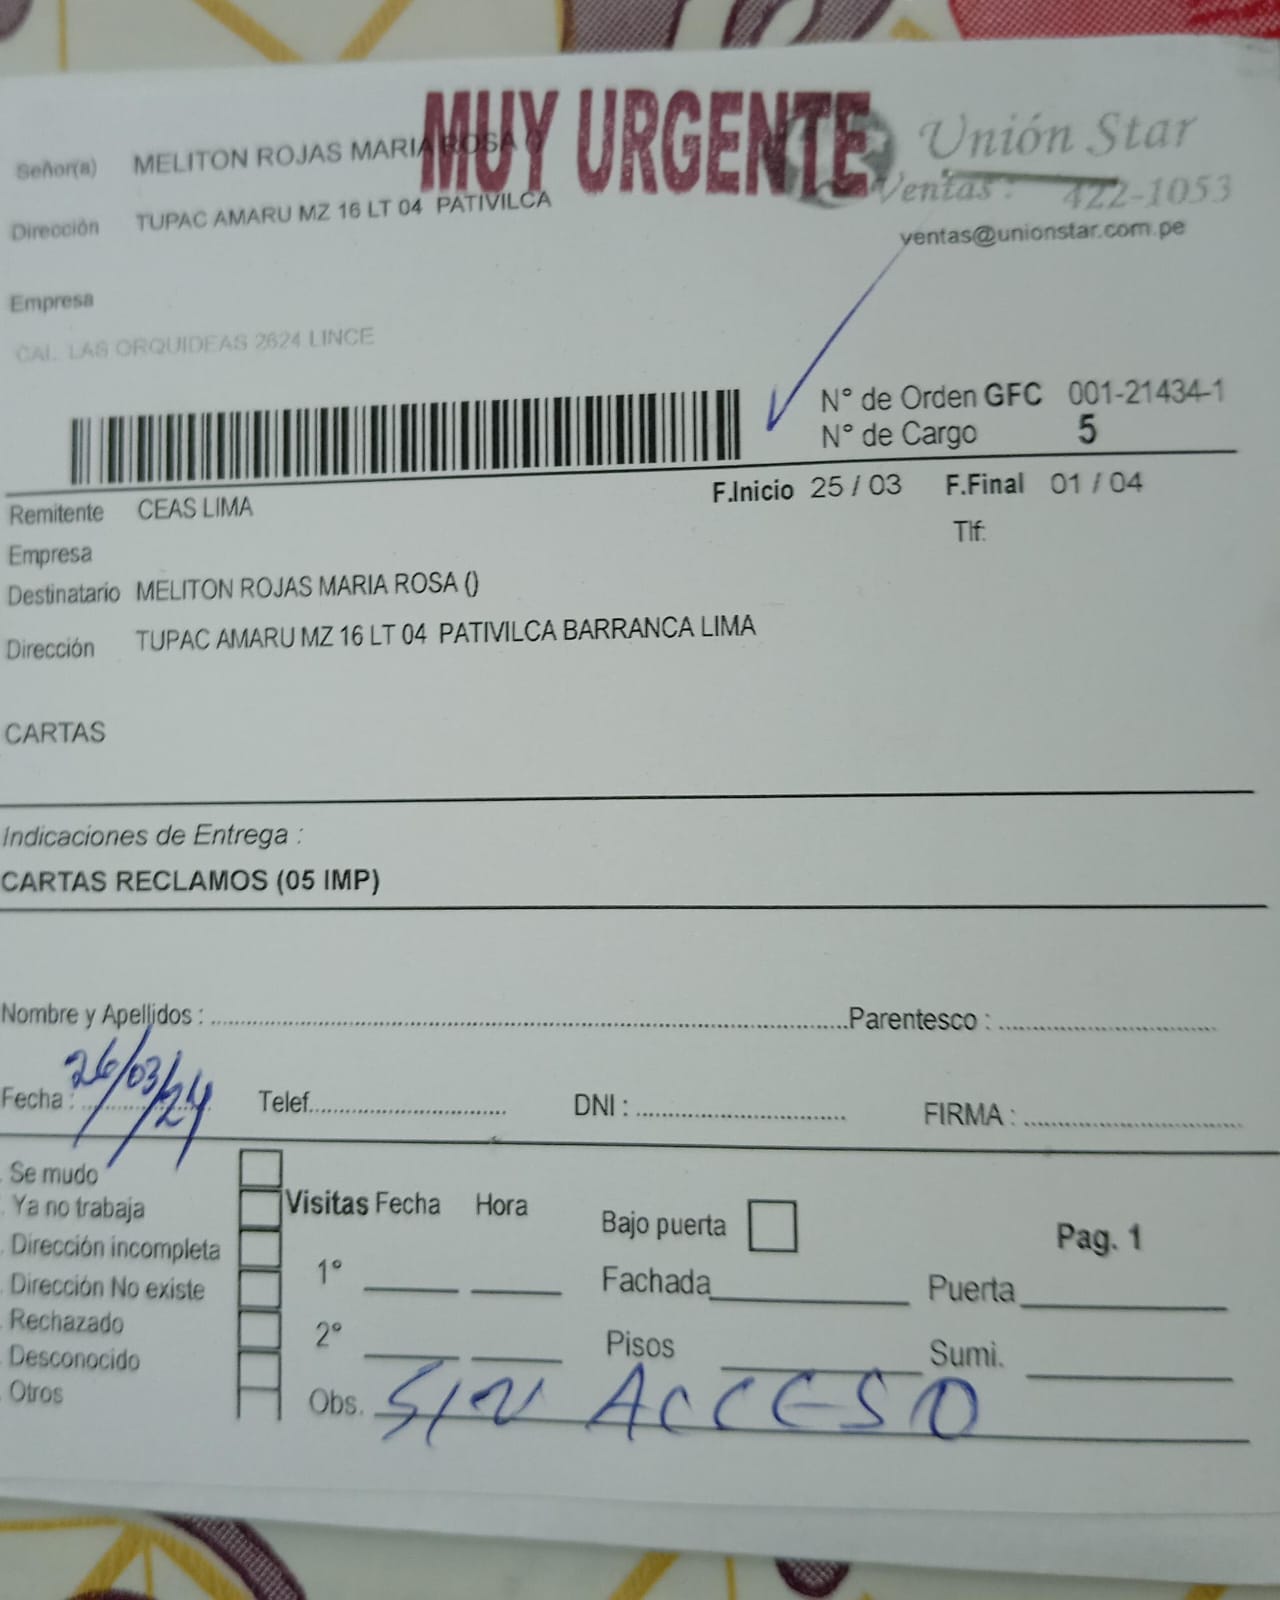 MUY URGENTE
Señor(a) MELITON ROJAS MARIA ROSA ()
Unión Star
Dirección TUPAC AMARU MZ 16 LT 04 PATIVILCA
Ventas: 422-1053
ventas@unionstar.com.pe
Empresa
CAL. LAS ORQUIDEAS 2624 LINCE
N° de Orden GFC 001-21434-1
N° de Cargo 5
Remitente CEAS LIMA
F.Inicio 25 / 03 F.Final 01 / 04
Empresa
Tlf:
Destinatario MELITON ROJAS MARIA ROSA ()
Dirección TUPAC AMARU MZ 16 LT 04 PATIVILCA BARRANCA LIMA
CARTAS
Indicaciones de Entrega :
CARTAS RECLAMOS (05 IMP)
Nombre y Apellidos : Parentesco :
Fecha : 26/03/24 Telef. DNI : FIRMA :
. Se mudo
. Ya no trabaja
. Dirección incompleta
. Dirección No existe
. Rechazado
. Desconocido
. Otros
Visitas Fecha Hora
1°
2°
Bajo puerta
Pag. 1
Fachada Puerta
Pisos Sumi.
Obs. SIN ACCESO